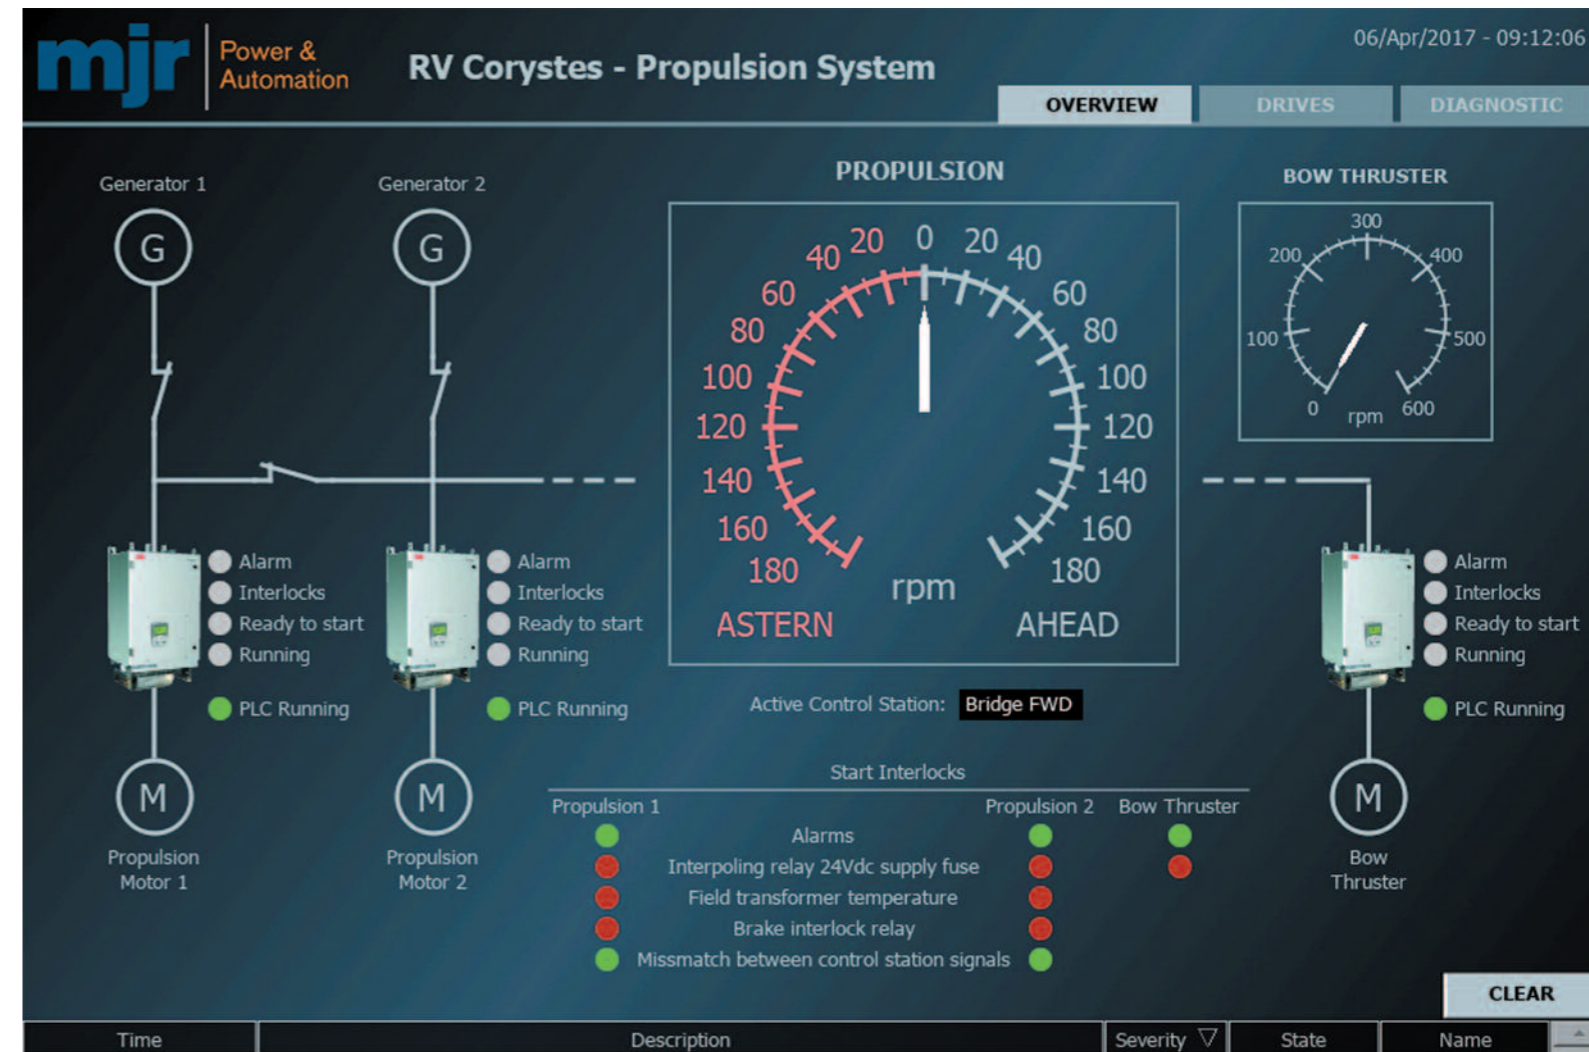 mjr
Power &
Automation
RV Corystes - Propulsion System
06/Apr/2017 - 09:12:06
OVERVIEW
DRIVES
DIAGNOSTIC
Generator 1
G
Generator 2
G
PROPULSION
180
160
140
120
100
80
60
40
20
0
20
40
60
80
100
120
140
160
180
rpm
ASTERN
AHEAD
BOW THRUSTER
0
100
200
300
400
500
600
rpm
Alarm
Interlocks
Ready to start
Running
PLC Running
Alarm
Interlocks
Ready to start
Running
PLC Running
Alarm
Interlocks
Ready to start
Running
PLC Running
Active Control Station: Bridge FWD
M
Propulsion
Motor 1
M
Propulsion
Motor 2
M
Bow
Thruster
Start Interlocks
Propulsion 1 Propulsion 2 Bow Thruster
Alarms
Interpoling relay 24Vdc supply fuse
Field transformer temperature
Brake interlock relay
Missmatch between control station signals
CLEAR
Time Description Severity State Name